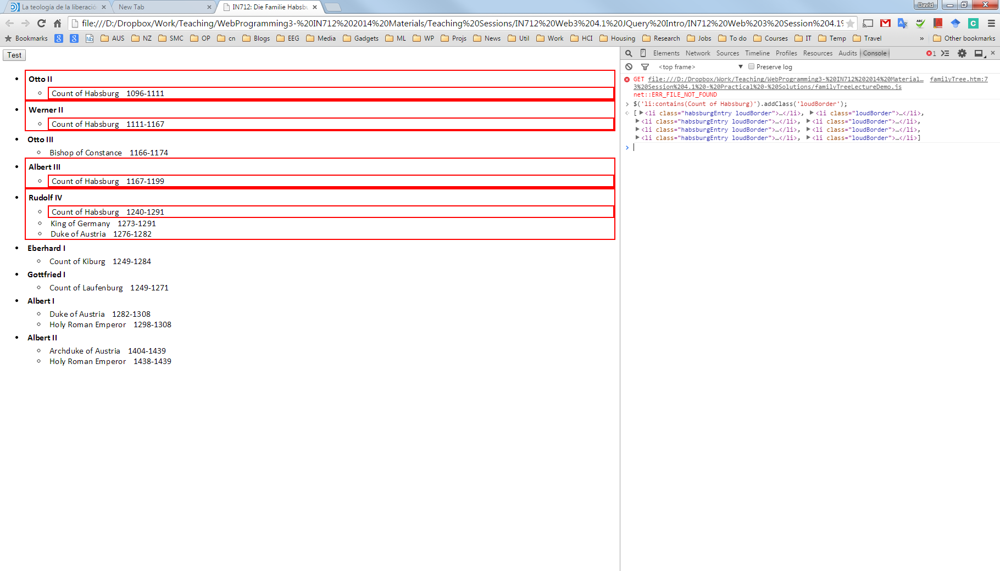 La teología de la liberació
New Tab
IN712: Die Familie Habsbu
David
file:///D:/Dropbox/Work/Teaching/WebProgramming3-%20IN712%202014%20Materials/Teaching%20Sessions/IN712%20Web3%204.1%20JQuery%20Intro/IN712%20Web%203%20Session%204.1%
Bookmarks AUS NZ SMC OP cn Blogs EEG Media Gadgets ML WP Projs News Util Work HCI Housing Research Jobs To do Courses IT Temp Travel » Other bookmarks
Test
Otto II
Count of Habsburg 1096-1111
Werner II
Count of Habsburg 1111-1167
Otto III
Bishop of Constance 1166-1174
Albert III
Count of Habsburg 1167-1199
Rudolf IV
Count of Habsburg 1240-1291
King of Germany 1273-1291
Duke of Austria 1276-1282
Eberhard I
Count of Kiburg 1249-1284
Gottfried I
Count of Laufenburg 1249-1271
Albert I
Duke of Austria 1282-1308
Holy Roman Emperor 1298-1308
Albert II
Archduke of Austria 1404-1439
Holy Roman Emperor 1438-1439
Elements Network Sources Timeline Profiles Resources Audits Console 1
<top frame> Preserve log
GET file:///D:/Dropbox/Work/Teaching/WebProgramming3-%20IN712%202014%20Material… familyTree.htm:7
3%20Session%204.1%20-%20Practical%20-%20Solutions/familyTreeLectureDemo.js
net::ERR_FILE_NOT_FOUND
$('li:contains(Count of Habsburg)').addClass('loudBorder');
[<li class="habsburgEntry loudBorder">…</li>, <li class="loudBorder">…</li>,
<li class="habsburgEntry loudBorder">…</li>, <li class="loudBorder">…</li>,
<li class="habsburgEntry loudBorder">…</li>, <li class="loudBorder">…</li>,
<li class="habsburgEntry loudBorder">…</li>, <li class="loudBorder">…</li>]